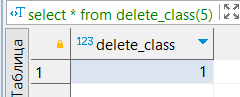 select * from delete_class(5)
Таблица
123 delete_class
1
1